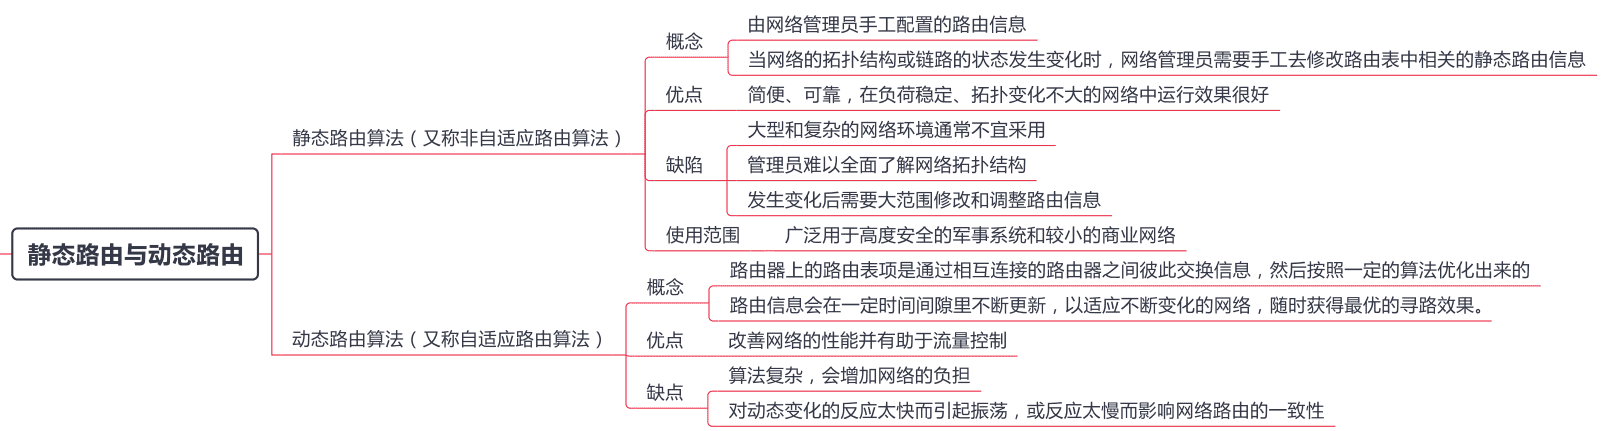 静态路由与动态路由
静态路由算法（又称非自适应路由算法）
概念
由网络管理员手工配置的路由信息
当网络的拓扑结构或链路的状态发生变化时，网络管理员需要手工去修改路由表中相关的静态路由信息
优点
简便、可靠，在负荷稳定、拓扑变化不大的网络中运行效果很好
缺陷
大型和复杂的网络环境通常不宜采用
管理员难以全面了解网络拓扑结构
发生变化后需要大范围修改和调整路由信息
使用范围
广泛用于高度安全的军事系统和较小的商业网络
动态路由算法（又称自适应路由算法）
概念
路由器上的路由表项是通过相互连接的路由器之间彼此交换信息，然后按照一定的算法优化出来的
路由信息会在一定时间间隙里不断更新，以适应不断变化的网络，随时获得最优的寻路效果。
优点
改善网络的性能并有助于流量控制
缺点
算法复杂，会增加网络的负担
对动态变化的反应太快而引起振荡，或反应太慢而影响网络路由的一致性